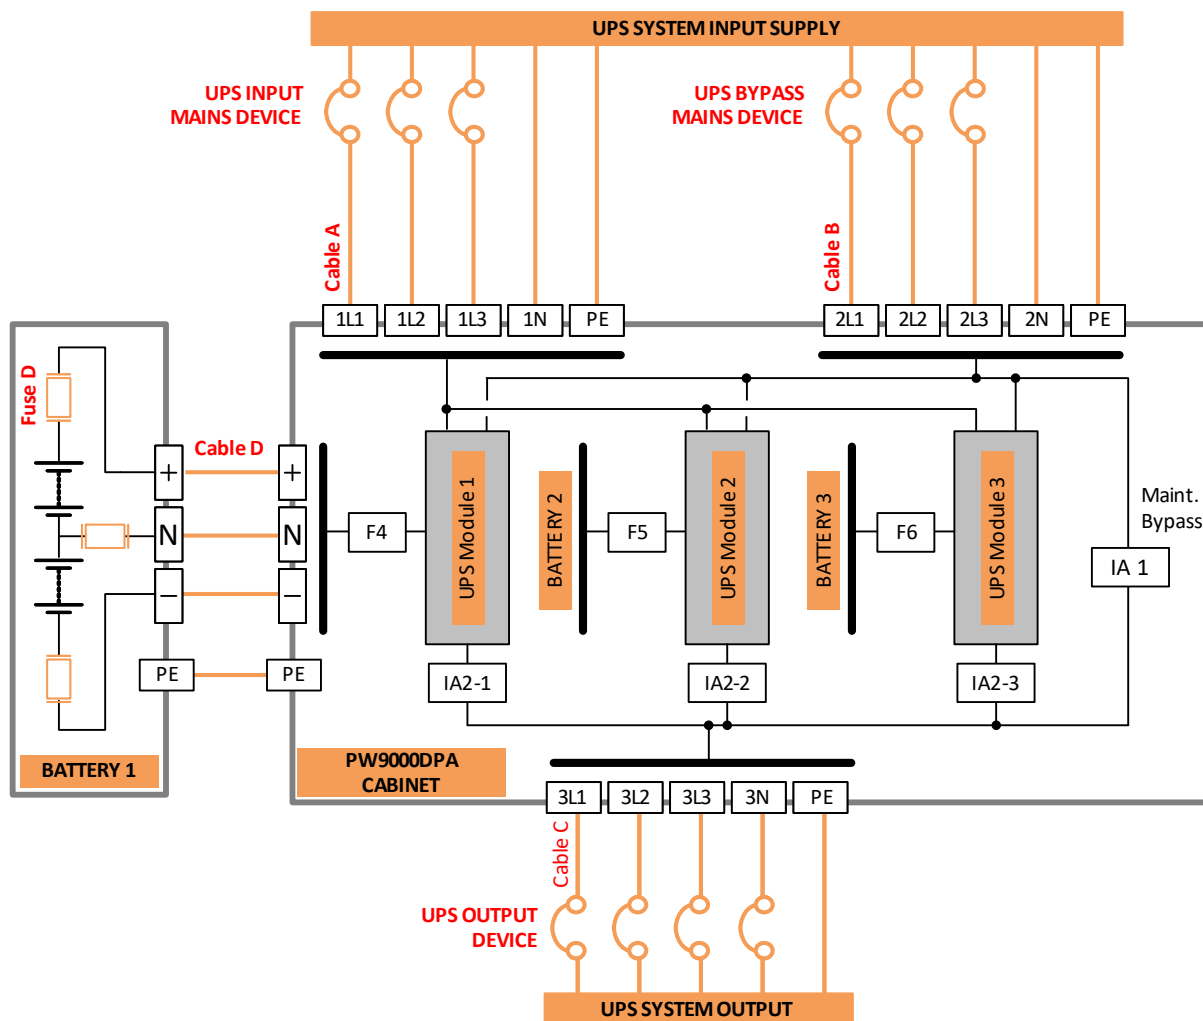 UPS SYSTEM INPUT SUPPLY
UPS INPUT
MAINS DEVICE
UPS BYPASS
MAINS DEVICE
Cable A
Cable B
1L1
1L2
1L3
1N
PE
2L1
2L2
2L3
2N
PE
Fuse D
Cable D
+
+
N
N
−
−
PE
PE
BATTERY 1
F4
UPS Module 1
BATTERY 2
F5
UPS Module 2
BATTERY 3
F6
UPS Module 3
Maint.
Bypass
IA 1
IA2-1
IA2-2
IA2-3
PW9000DPA
CABINET
3L1
3L2
3L3
3N
PE
Cable C
UPS OUTPUT
DEVICE
UPS SYSTEM OUTPUT